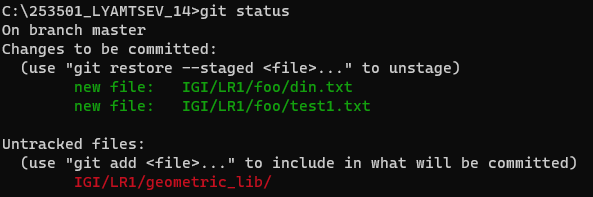 C:\253501_LYAMTSEV_14>git status
On branch master
Changes to be committed:
  (use "git restore --staged <file>..." to unstage)
        new file:   IGI/LR1/foo/din.txt
        new file:   IGI/LR1/foo/test1.txt

Untracked files:
  (use "git add <file>..." to include in what will be committed)
        IGI/LR1/geometric_lib/